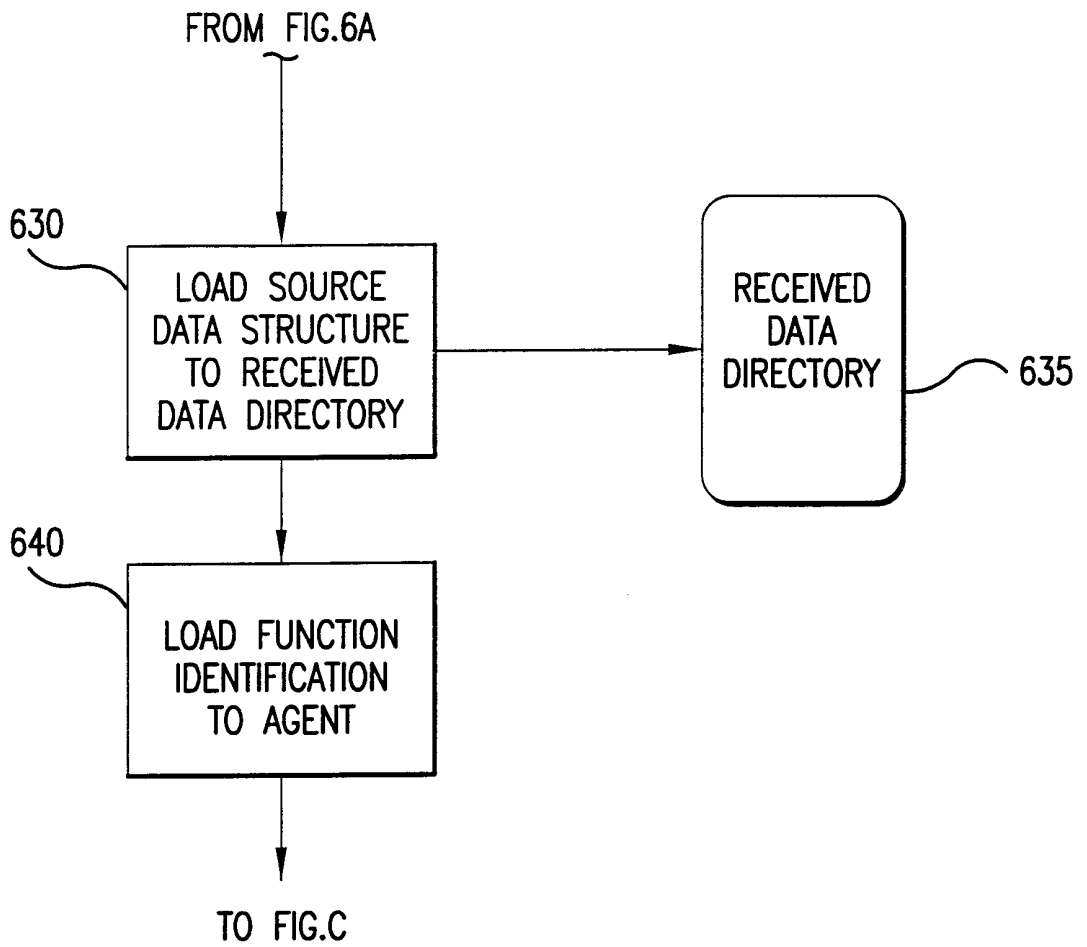 FROM FIG.6A
630
LOAD SOURCE
DATA STRUCTURE
TO RECEIVED
DATA DIRECTORY
RECEIVED
DATA
DIRECTORY
635
640
LOAD FUNCTION
IDENTIFICATION
TO AGENT
TO FIG.C